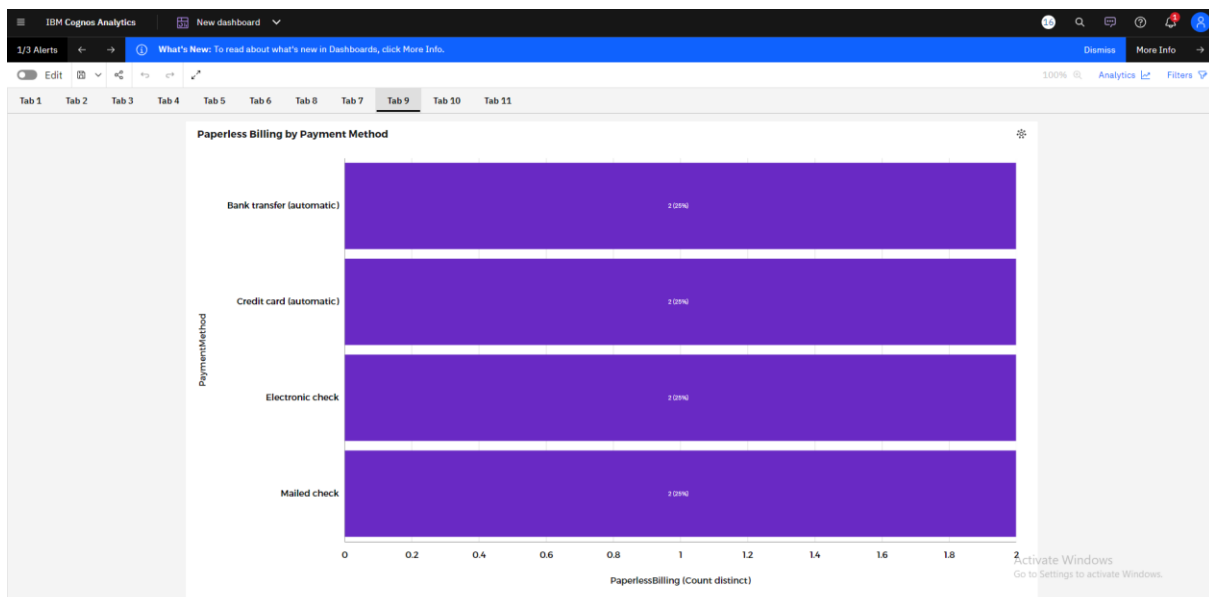 IBM Cognos Analytics New dashboard 16 1
1/3 Alerts What's New: To read about what's new in Dashboards, click More Info. Dismiss More Info
Edit 100% Analytics Filters
Tab 1 Tab 2 Tab 3 Tab 4 Tab 5 Tab 6 Tab 8 Tab 7 Tab 9 Tab 10 Tab 11
Paperless Billing by Payment Method
PaymentMethod
Bank transfer (automatic) 2 (25%)
Credit card (automatic) 2 (25%)
Electronic check 2 (25%)
Mailed check 2 (25%)
0 0.2 0.4 0.6 0.8 1 1.2 1.4 1.6 1.8 2
PaperlessBilling (Count distinct)
Activate Windows
Go to Settings to activate Windows.